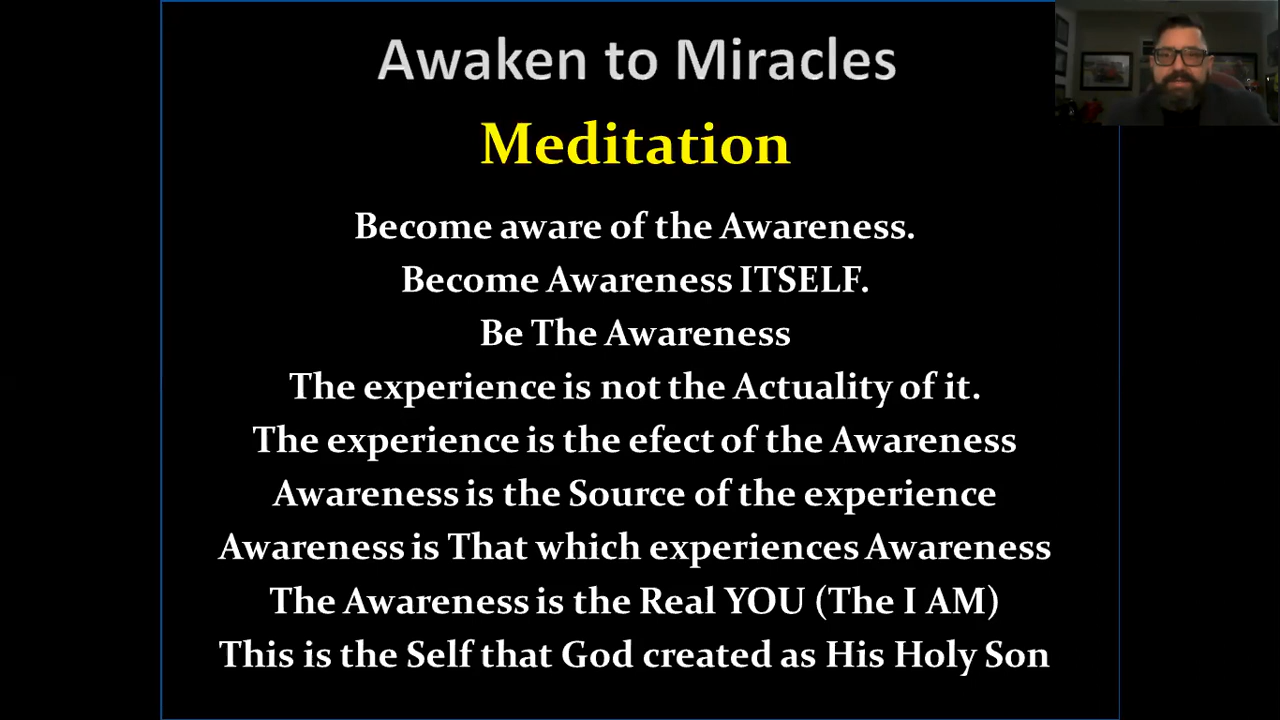 Awaken to Miracles
Meditation
Become aware of the Awareness.
Become Awareness ITSELF.
Be The Awareness
The experience is not the Actuality of it.
The experience is the efect of the Awareness
Awareness is the Source of the experience
Awareness is That which experiences Awareness
The Awareness is the Real YOU (The I AM)
This is the Self that God created as His Holy Son